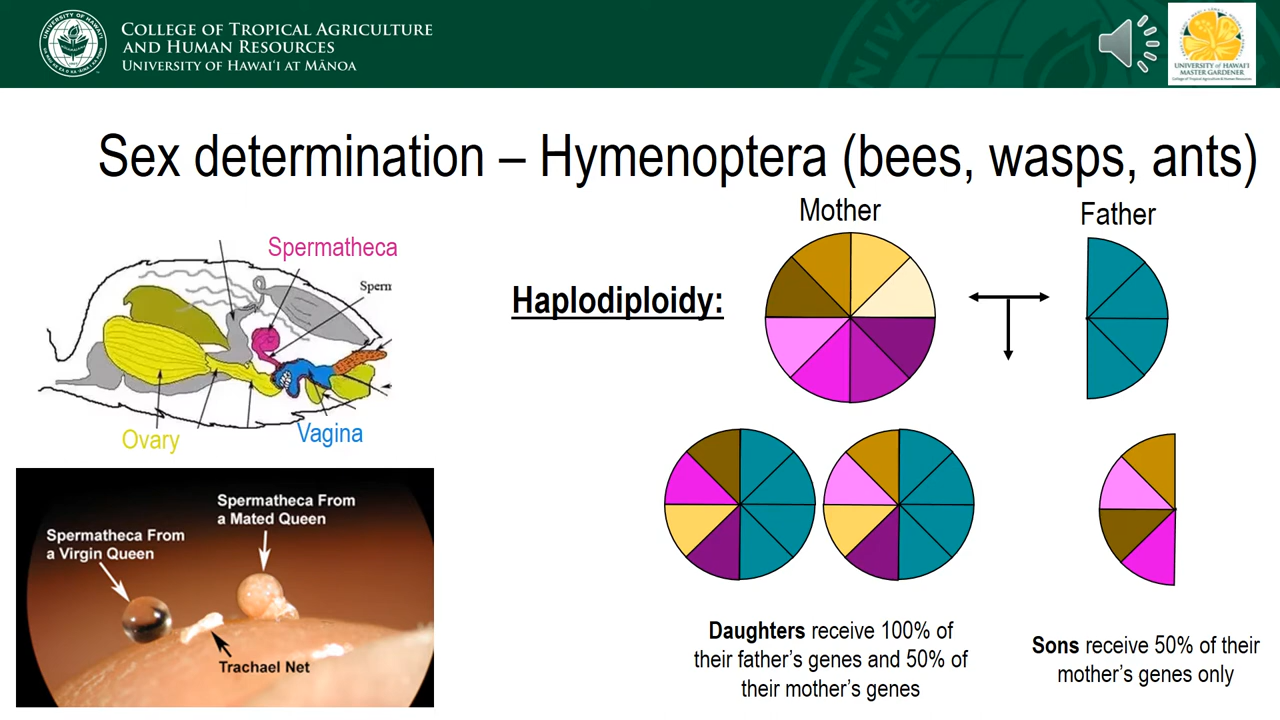 COLLEGE OF TROPICAL AGRICULTURE
AND HUMAN RESOURCES
UNIVERSITY OF HAWAIʻI AT MĀNOA
UNIVERSITY of HAWAIʻI
MASTER GARDENER
Sex determination – Hymenoptera (bees, wasps, ants)
Spermatheca
Sperm
Ovary
Vagina
Spermatheca From
a Mated Queen
Spermatheca From
a Virgin Queen
Trachael Net
Haplodiploidy:
Mother
Father
Daughters receive 100% of
their father’s genes and 50% of
their mother’s genes
Sons receive 50% of their
mother’s genes only